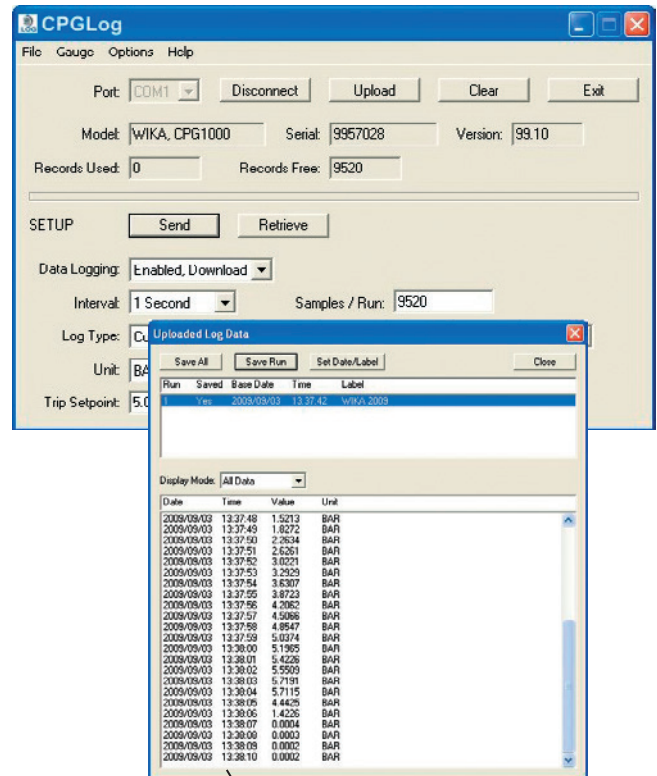 CPGLog
File Gauge Options Help
Port: COM1 Disconnect Upload Clear Exit
Model: WIKA, CPG1000 Serial: 9957028 Version: 99.10
Records Used: 0 Records Free: 9520
SETUP Send Retrieve
Data Logging: Enabled, Download
Interval: 1 Second Samples / Run: 9520
Log Type: Cu
Unit: BA
Trip Setpoint: 5.0
LOG
Uploaded Log Data
Save All Save Run Set Date/Label Close
Run Saved Base Date Time Label
1 Yes 2009/09/03 13:37:42 WIKA 2009
Display Mode: All Data
Date Time Value Unit
2009/09/03 13:37:48 1.5213 BAR
2009/09/03 13:37:49 1.8272 BAR
2009/09/03 13:37:50 2.2634 BAR
2009/09/03 13:37:51 2.6261 BAR
2009/09/03 13:37:52 3.0221 BAR
2009/09/03 13:37:53 3.2929 BAR
2009/09/03 13:37:54 3.6307 BAR
2009/09/03 13:37:55 3.8723 BAR
2009/09/03 13:37:56 4.2062 BAR
2009/09/03 13:37:57 4.5066 BAR
2009/09/03 13:37:58 4.8547 BAR
2009/09/03 13:37:59 5.0374 BAR
2009/09/03 13:38:00 5.1965 BAR
2009/09/03 13:38:01 5.4226 BAR
2009/09/03 13:38:02 5.5509 BAR
2009/09/03 13:38:03 5.7191 BAR
2009/09/03 13:38:04 5.7115 BAR
2009/09/03 13:38:05 4.4425 BAR
2009/09/03 13:38:06 1.4226 BAR
2009/09/03 13:38:07 0.0004 BAR
2009/09/03 13:38:08 0.0003 BAR
2009/09/03 13:38:09 0.0002 BAR
2009/09/03 13:38:10 0.0002 BAR